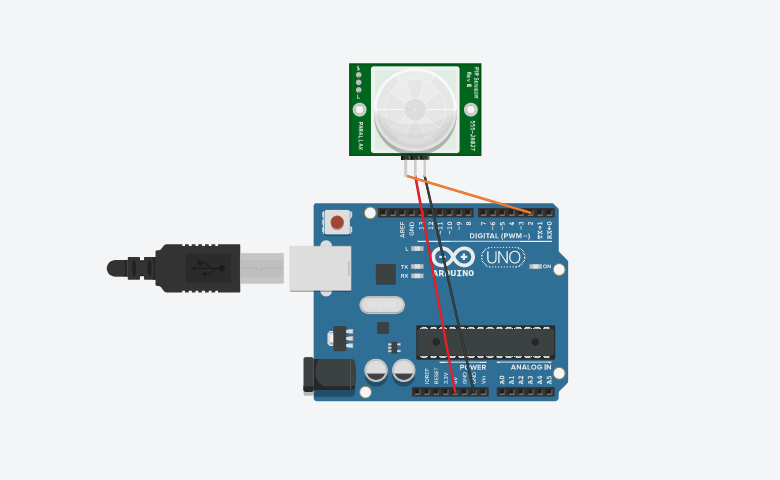 PIR Sensor
Rev B
PARALLAX
555-28027
AREF
GND
13
12
~11
~10
~9
8
7
~6
~5
4
~3
2
TX→1
RX←0
DIGITAL (PWM~)
L
TX
RX
ARDUINO
UNO
ON
POWER
ANALOG IN
IOREF
RESET
3.3V
5V
GND
GND
Vin
A0
A1
A2
A3
A4
A5